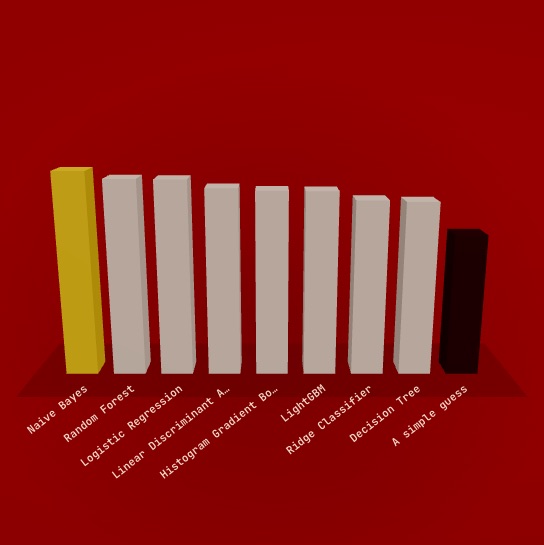 Naive Bayes
Random Forest
Logistic Regression
Linear Discriminant A…
Histogram Gradient Bo…
LightGBM
Ridge Classifier
Decision Tree
A simple guess